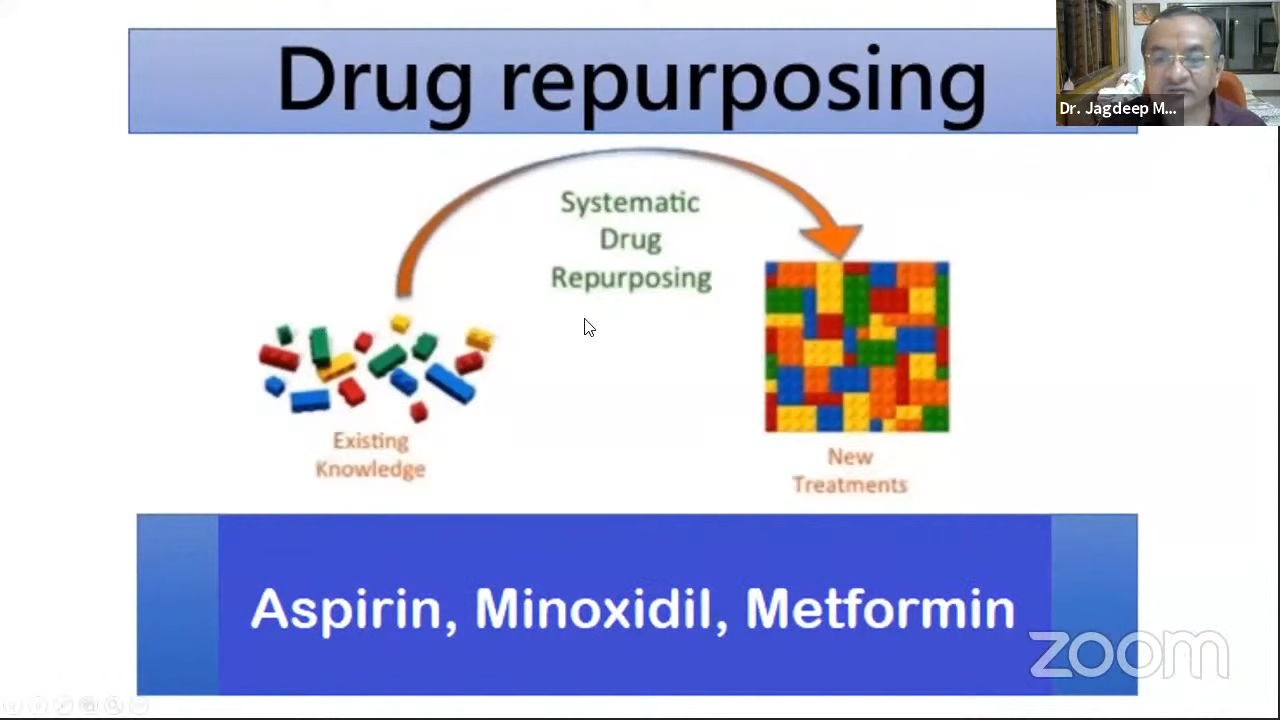 Drug repurposing
Dr. Jagdeep M...
Systematic
Drug
Repurposing
Existing
Knowledge
New
Treatments
Aspirin, Minoxidil, Metformin
zoom